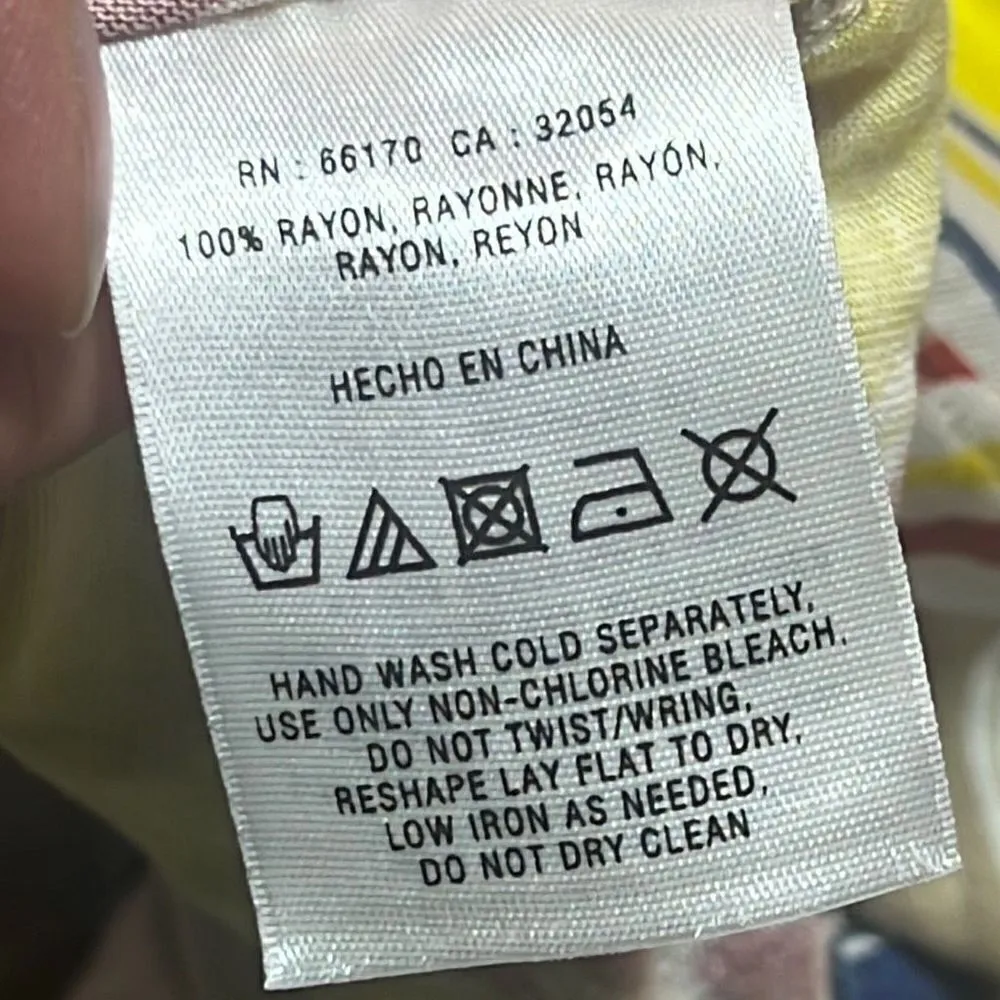 RN : 66170 CA : 32054
100% RAYON, RAYONNE, RAYÓN,
RAYON, REYON
HECHO EN CHINA
HAND WASH COLD SEPARATELY,
USE ONLY NON-CHLORINE BLEACH.
DO NOT TWIST/WRING,
RESHAPE LAY FLAT TO DRY,
LOW IRON AS NEEDED,
DO NOT DRY CLEAN